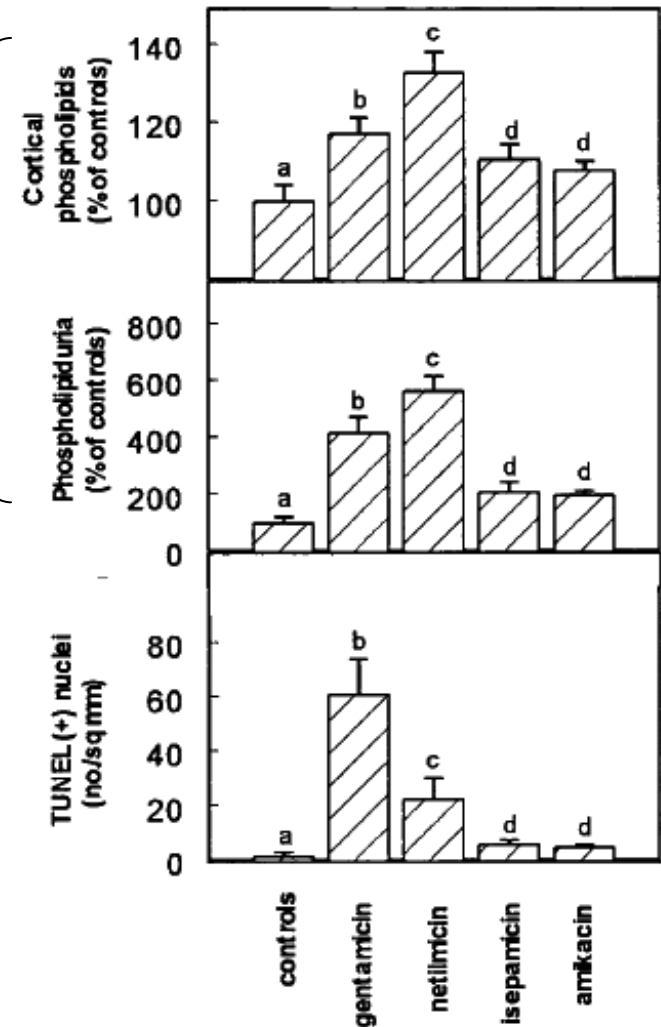 Cortical
phospholipids
(% of controls)
140
120
100
a
b
c
d
d
Phospholipiduria
(% of controls)
800
600
400
200
0
a
b
c
d
d
TUNEL (+) nuclei
(no/sq mm)
80
60
40
20
0
a
b
c
d
d
controls
gentamicin
netilmicin
isepamicin
amikacin